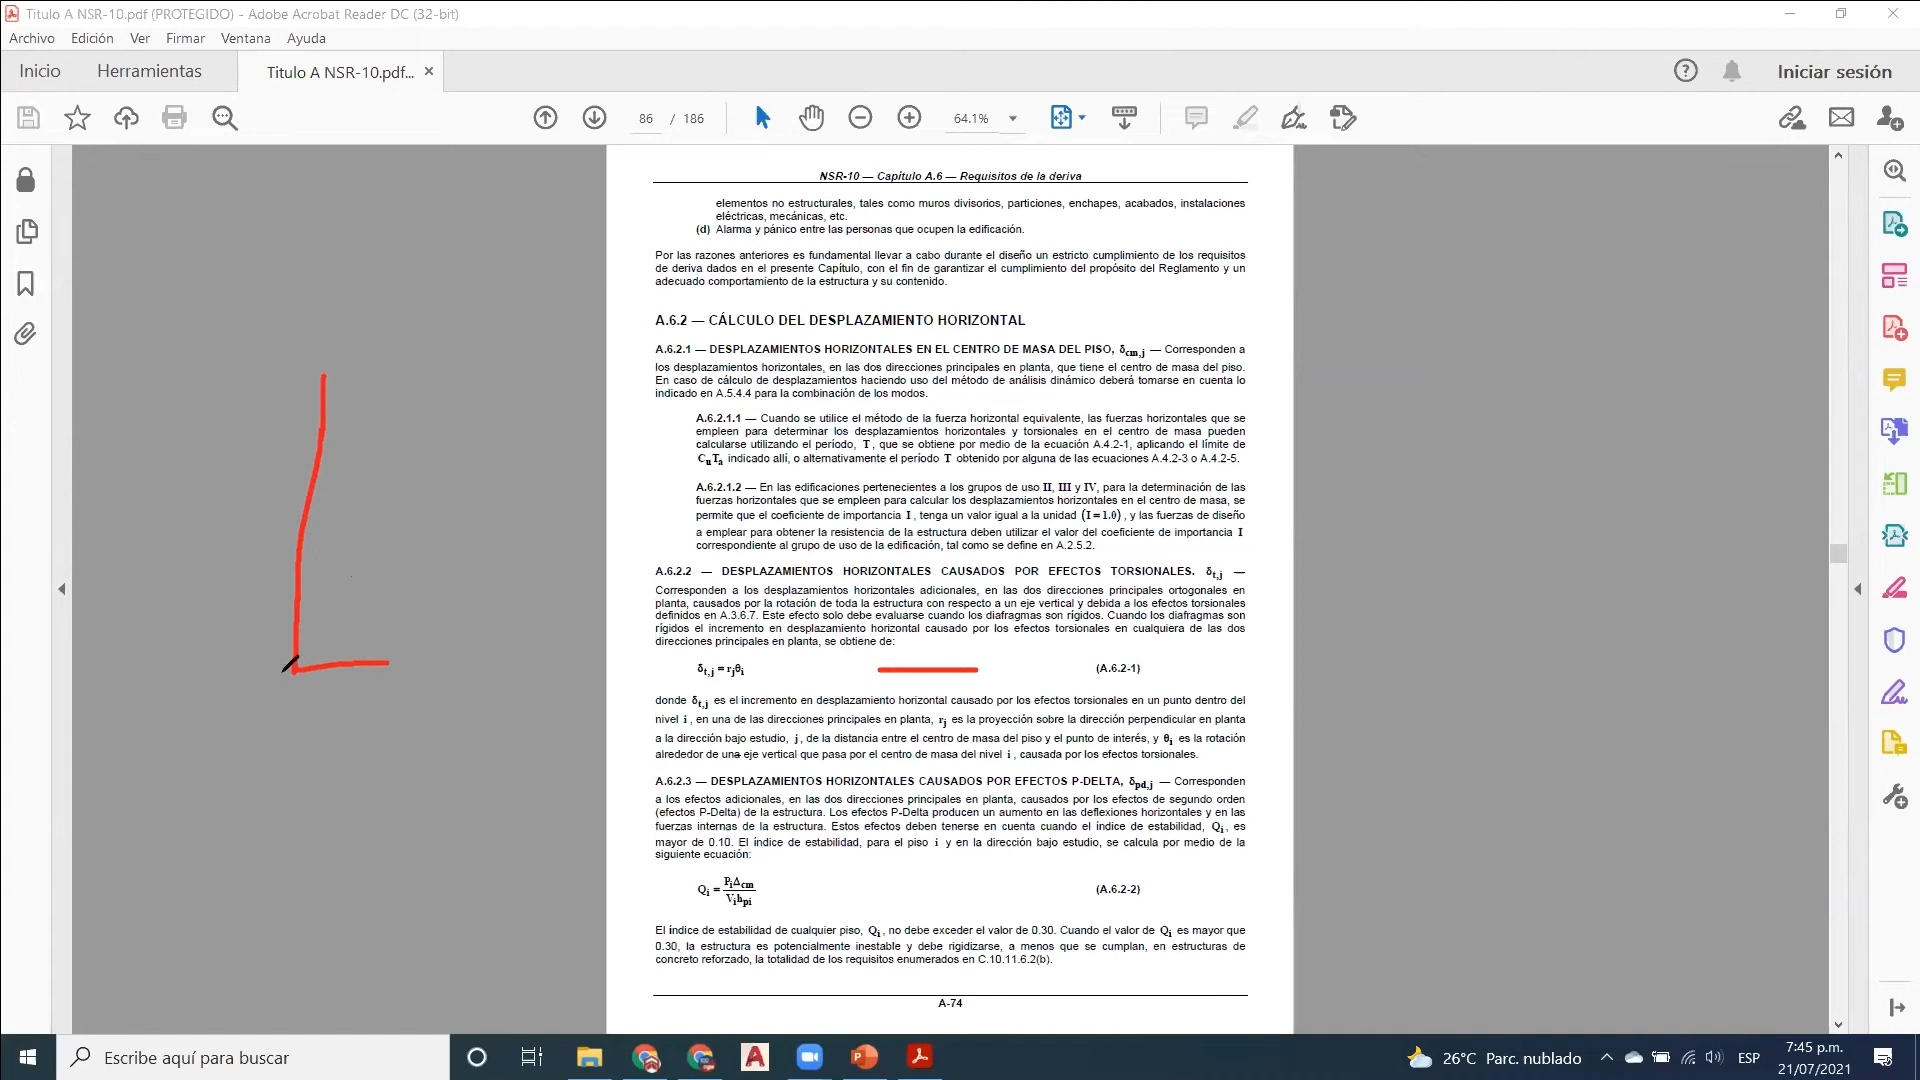 Titulo A NSR-10.pdf (PROTEGIDO) - Adobe Acrobat Reader DC (32-bit)
Archivo Edición Ver Firmar Ventana Ayuda
Inicio Herramientas Titulo A NSR-10.pdf... × Iniciar sesión
86 / 186 64.1%
NSR-10 — Capítulo A.6 — Requisitos de la deriva
elementos no estructurales, tales como muros divisorios, particiones, enchapes, acabados, instalaciones
eléctricas, mecánicas, etc.
(d) Alarma y pánico entre las personas que ocupen la edificación.
Por las razones anteriores es fundamental llevar a cabo durante el diseño un estricto cumplimiento de los requisitos
de deriva dados en el presente Capítulo, con el fin de garantizar el cumplimiento del propósito del Reglamento y un
adecuado comportamiento de la estructura y su contenido.
A.6.2 — CÁLCULO DEL DESPLAZAMIENTO HORIZONTAL
A.6.2.1 — DESPLAZAMIENTOS HORIZONTALES EN EL CENTRO DE MASA DEL PISO, δcm,j — Corresponden a
los desplazamientos horizontales, en las dos direcciones principales en planta, que tiene el centro de masa del piso.
En caso de cálculo de desplazamientos haciendo uso del método de análisis dinámico deberá tomarse en cuenta lo
indicado en A.5.4.4 para la combinación de los modos.
A.6.2.1.1 — Cuando se utilice el método de la fuerza horizontal equivalente, las fuerzas horizontales que se
empleen para determinar los desplazamientos horizontales y torsionales en el centro de masa pueden
calcularse utilizando el período, T, que se obtiene por medio de la ecuación A.4.2-1, aplicando el límite de
CuTa indicado allí, o alternativamente el período T obtenido por alguna de las ecuaciones A.4.2-3 o A.4.2-5.
A.6.2.1.2 — En las edificaciones pertenecientes a los grupos de uso II, III y IV, para la determinación de las
fuerzas horizontales que se empleen para calcular los desplazamientos horizontales en el centro de masa, se
permite que el coeficiente de importancia I, tenga un valor igual a la unidad (I = 1.0), y las fuerzas de diseño
a emplear para obtener la resistencia de la estructura deben utilizar el valor del coeficiente de importancia I
correspondiente al grupo de uso de la edificación, tal como se define en A.2.5.2.
A.6.2.2 — DESPLAZAMIENTOS HORIZONTALES CAUSADOS POR EFECTOS TORSIONALES. δt,j —
Corresponden a los desplazamientos horizontales adicionales, en las dos direcciones principales ortogonales en
planta, causados por la rotación de toda la estructura con respecto a un eje vertical y debida a los efectos torsionales
definidos en A.3.6.7. Este efecto solo debe evaluarse cuando los diafragmas son rígidos. Cuando los diafragmas son
rígidos el incremento en desplazamiento horizontal causado por los efectos torsionales en cualquiera de las dos
direcciones principales en planta, se obtiene de:
δt,j = rjθi (A.6.2-1)
donde δt,j es el incremento en desplazamiento horizontal causado por los efectos torsionales en un punto dentro del
nivel i, en una de las direcciones principales en planta, rj es la proyección sobre la dirección perpendicular en planta
a la dirección bajo estudio, j, de la distancia entre el centro de masa del piso y el punto de interés, y θi es la rotación
alrededor de una eje vertical que pasa por el centro de masa del nivel i, causada por los efectos torsionales.
A.6.2.3 — DESPLAZAMIENTOS HORIZONTALES CAUSADOS POR EFECTOS P-DELTA, δpd,j — Corresponden
a los efectos adicionales, en las dos direcciones principales en planta, causados por los efectos de segundo orden
(efectos P-Delta) de la estructura. Los efectos P-Delta producen un aumento en las deflexiones horizontales y en las
fuerzas internas de la estructura. Estos efectos deben tenerse en cuenta cuando el índice de estabilidad, Qi, es
mayor de 0.10. El índice de estabilidad, para el piso i y en la dirección bajo estudio, se calcula por medio de la
siguiente ecuación:
Qi = PiΔcm / Vihpi (A.6.2-2)
El índice de estabilidad de cualquier piso, Qi, no debe exceder el valor de 0.30. Cuando el valor de Qi es mayor que
0.30, la estructura es potencialmente inestable y debe rigidizarse, a menos que se cumplan, en estructuras de
concreto reforzado, la totalidad de los requisitos enumerados en C.10.11.6.2(b).
A-74
Escribe aquí para buscar
26°C Parc. nublado
ESP
7:45 p.m.
21/07/2021